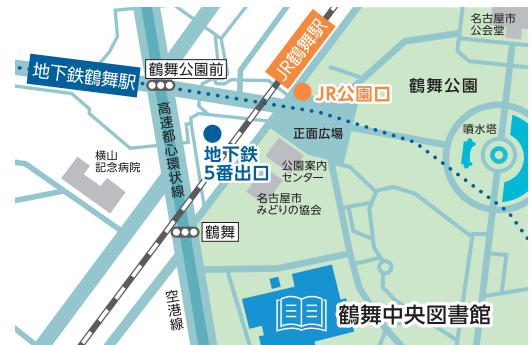 名古屋市
公会堂
JR鶴舞駅
地下鉄鶴舞駅
鶴舞公園前
鶴舞公園
JR公園口
高速都心環状線
正面広場
噴水塔
地下鉄
5番出口
横山
記念病院
公園案内
センター
名古屋市
みどりの協会
鶴舞
空港線
鶴舞中央図書館